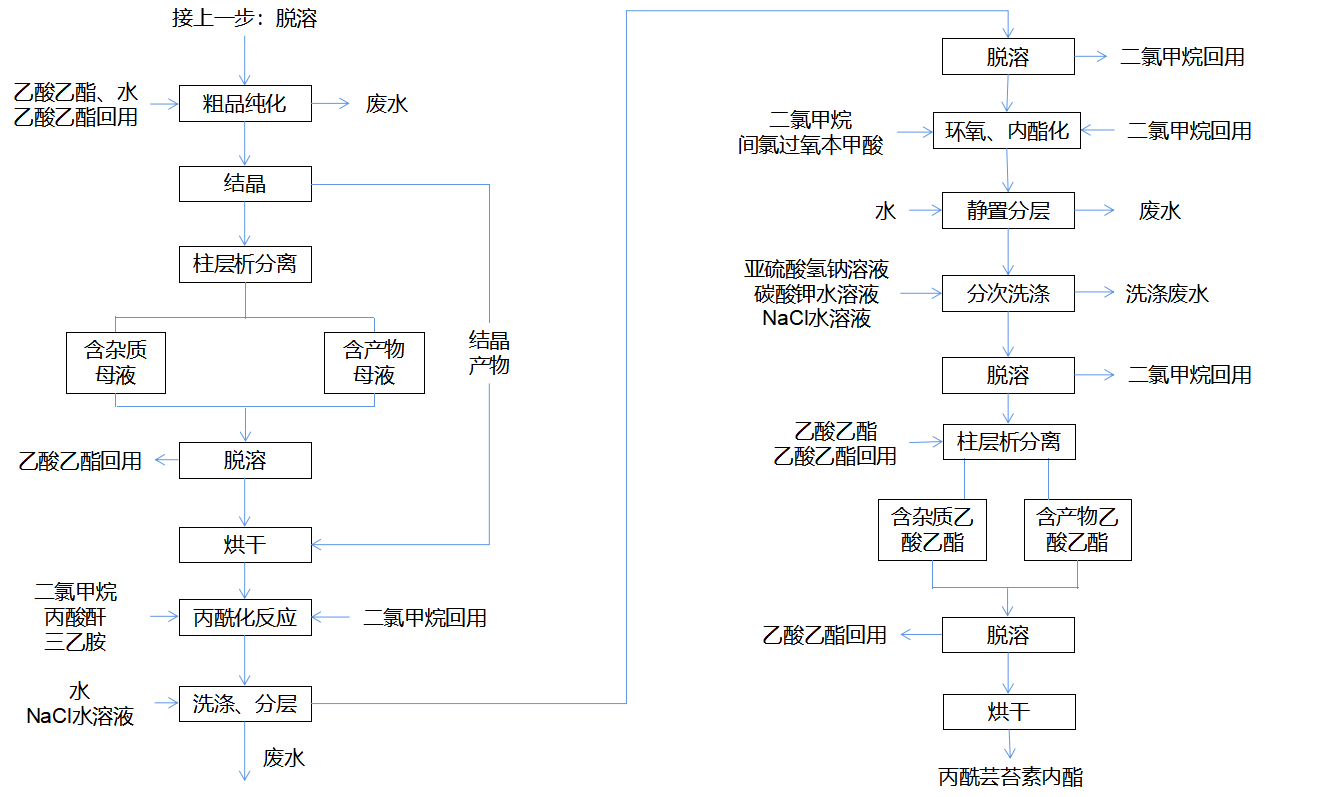 接上一步：脱溶
乙酸乙酯、水
乙酸乙酯回用
粗品纯化
废水
结晶
柱层析分离
含杂质
母液
含产物
母液
结晶
产物
乙酸乙酯回用
脱溶
烘干
二氯甲烷
丙酸酐
三乙胺
丙酰化反应
二氯甲烷回用
水
NaCl水溶液
洗涤、分层
废水
脱溶
二氯甲烷回用
二氯甲烷
间氯过氧本甲酸
环氧、内酯化
二氯甲烷回用
水
静置分层
废水
亚硫酸氢钠溶液
碳酸钾水溶液
NaCl水溶液
分次洗涤
洗涤废水
脱溶
二氯甲烷回用
乙酸乙酯
乙酸乙酯回用
柱层析分离
含杂质乙
酸乙酯
含产物乙
酸乙酯
乙酸乙酯回用
脱溶
烘干
丙酰芸苔素内酯